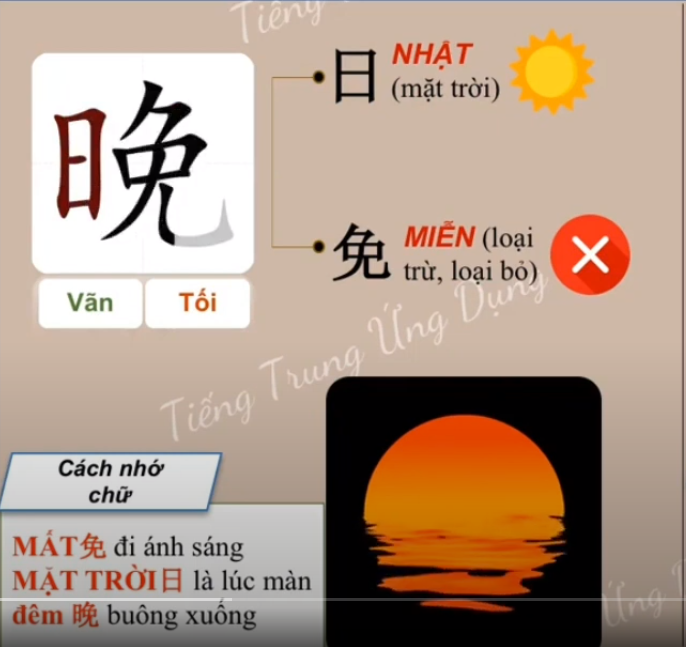 Tiếng
晚
日 NHẬT
(mặt trời)
免 MIỄN (loại
trừ, loại bỏ)
Vãn
Tối
Tiếng Trung Ứng Dụng
Cách nhớ
chữ
MẤT免 đi ánh sáng
MẶT TRỜI日 là lúc màn
đêm 晚 buông xuống
Ứng